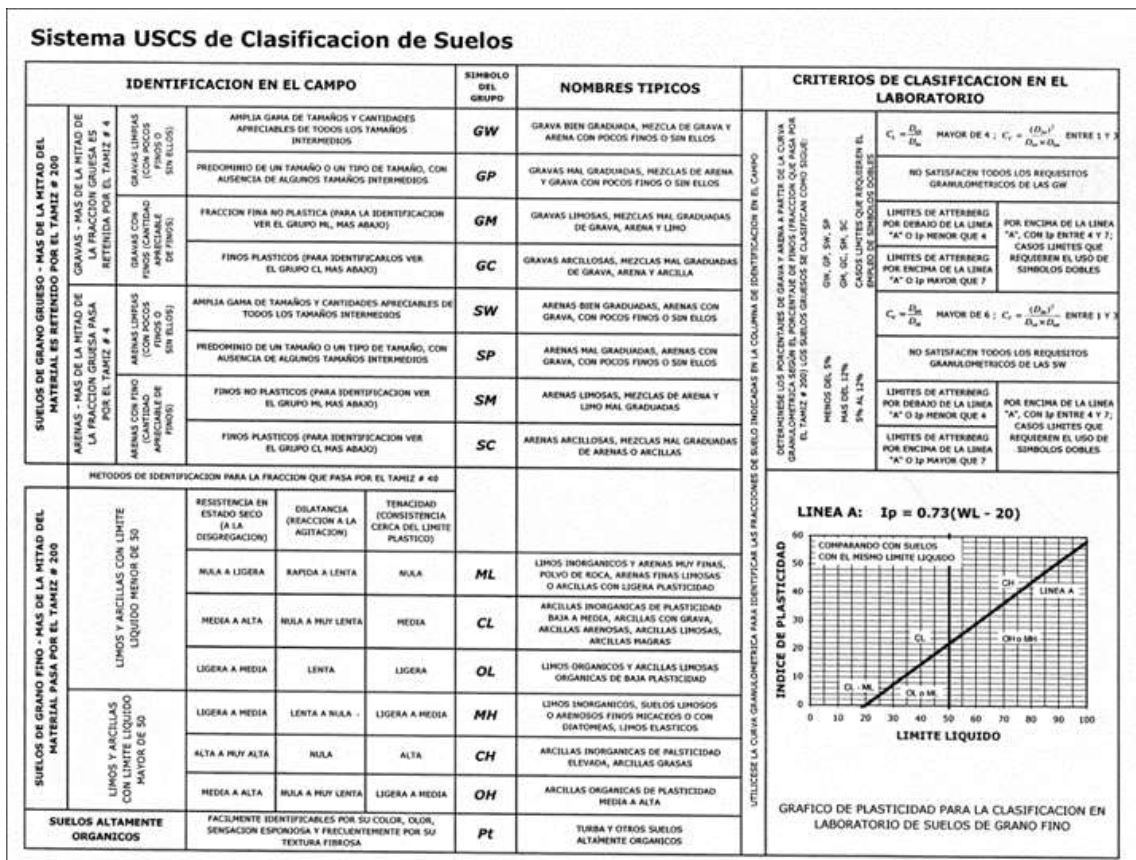 Sistema USCS de Clasificacion de Suelos
IDENTIFICACION EN EL CAMPO
SIMBOLO
DEL
GRUPO
NOMBRES TIPICOS
CRITERIOS DE CLASIFICACION EN EL
LABORATORIO
SUELOS DE GRANO GRUESO - MAS DE LA MITAD DEL
MATERIAL ES RETENIDO POR EL TAMIZ # 200
GRAVAS - MAS DE LA MITAD DE
LA FRACCION GRUESA ES
RETENIDA POR EL TAMIZ # 4
GRAVAS LIMPIAS
(CON POCOS
FINOS O
SIN ELLOS)
AMPLIA GAMA DE TAMAÑOS Y CANTIDADES
APRECIABLES DE TODOS LOS TAMAÑOS
INTERMEDIOS
GW
GRAVA BIEN GRADUADA, MEZCLA DE GRAVA Y
ARENA CON POCOS FINOS O SIN ELLOS
PREDOMINIO DE UN TAMAÑO O UN TIPO DE TAMAÑO, CON
AUSENCIA DE ALGUNOS TAMAÑOS INTERMEDIOS
GP
GRAVAS MAL GRADUADAS, MEZCLAS DE ARENA
Y GRAVA CON POCOS FINOS O SIN ELLOS
GRAVAS CON
FINOS (CANTIDAD
APRECIABLE
DE FINOS)
FRACCION FINA NO PLASTICA (PARA LA IDENTIFICACION
VER EL GRUPO ML, MAS ABAJO)
GM
GRAVAS LIMOSAS, MEZCLAS MAL GRADUADAS
DE GRAVA, ARENA Y LIMO
FINOS PLASTICOS (PARA IDENTIFICARLOS VER
EL GRUPO CL MAS ABAJO)
GC
GRAVAS ARCILLOSAS, MEZCLAS MAL GRADUADAS
DE GRAVA, ARENA Y ARCILLA
ARENAS - MAS DE LA MITAD DE
LA FRACCION GRUESA PASA
POR EL TAMIZ # 4
ARENAS LIMPIAS
(CON POCOS
FINOS O
SIN ELLOS)
AMPLIA GAMA DE TAMAÑOS Y CANTIDADES APRECIABLES DE
TODOS LOS TAMAÑOS INTERMEDIOS
SW
ARENAS BIEN GRADUADAS, ARENAS CON
GRAVA, CON POCOS FINOS O SIN ELLOS
PREDOMINIO DE UN TAMAÑO O UN TIPO DE TAMAÑO, CON
AUSENCIA DE ALGUNOS TAMAÑOS INTERMEDIOS
SP
ARENAS MAL GRADUADAS, ARENAS CON
GRAVA, CON POCOS FINOS O SIN ELLOS
ARENAS CON FINO
(CANTIDAD
APRECIABLE DE
FINOS)
FINOS NO PLASTICOS (PARA IDENTIFICACION VER
EL GRUPO ML MAS ABAJO)
SM
ARENAS LIMOSAS, MEZCLAS DE ARENA Y
LIMO MAL GRADUADAS
FINOS PLASTICOS (PARA IDENTIFICACION VER
EL GRUPO CL MAS ABAJO)
SC
ARENAS ARCILLOSAS, MEZCLAS MAL GRADUADAS
DE ARENAS O ARCILLAS
UTILICESE LA CURVA GRANULOMETRICA PARA IDENTIFICAR LAS FRACCIONES DE SUELO INDICADAS EN LA COLUMNA DE IDENTIFICACION EN EL CAMPO
DETERMINESE LOS PORCENTAJES DE GRAVA Y ARENA A PARTIR DE LA CURVA
GRANULOMETRICA SEGÚN EL PORCENTAJE DE FINOS (FRACCION QUE PASA POR
EL TAMIZ # 200) LOS SUELOS GRUESOS SE CLASIFICAN COMO SIGUE:
MENOS DEL 5% GW, GP, SW, SP
MAS DEL 12% GM, GC, SM, SC
5% AL 12% CASOS LIMITES QUE REQUIEREN EL
EMPLEO DE SIMBOLOS DOBLES
MAYOR DE 4 ; ENTRE 1 Y 3
NO SATISFACEN TODOS LOS REQUISITOS
GRANULOMETRICOS DE LAS GW
LIMITES DE ATTERBERG
POR DEBAJO DE LA LINEA
"A" O Ip MENOR QUE 4
LIMITES DE ATTERBERG
POR ENCIMA DE LA LINEA
"A" O Ip MAYOR QUE 7
POR ENCIMA DE LA LINEA
"A", CON Ip ENTRE 4 Y 7;
CASOS LIMITES QUE
REQUIEREN EL USO DE
SIMBOLOS DOBLES
MAYOR DE 6 ; ENTRE 1 Y 3
NO SATISFACEN TODOS LOS REQUISITOS
GRANULOMETRICOS DE LAS SW
LIMITES DE ATTERBERG
POR DEBAJO DE LA LINEA
"A" O Ip MENOR QUE 4
LIMITES DE ATTERBERG
POR ENCIMA DE LA LINEA
"A" O Ip MAYOR QUE 7
POR ENCIMA DE LA LINEA
"A", CON Ip ENTRE 4 Y 7;
CASOS LIMITES QUE
REQUIEREN EL USO DE
SIMBOLOS DOBLES
METODOS DE IDENTIFICACION PARA LA FRACCION QUE PASA POR EL TAMIZ # 40
SUELOS DE GRANO FINO - MAS DE LA MITAD DEL
MATERIAL PASA POR EL TAMIZ # 200
LIMOS Y ARCILLAS CON LIMITE
LIQUIDO MENOR DE 50
RESISTENCIA EN
ESTADO SECO
(A LA
DISGREGACION)
DILATANCIA
(REACCION A LA
AGITACION)
TENACIDAD
(CONSISTENCIA
CERCA DEL LIMITE
PLASTICO)
NULA A LIGERA
RAPIDA A LENTA
NULA
ML
LIMOS INORGANICOS Y ARENAS MUY FINAS,
POLVO DE ROCA, ARENAS FINAS LIMOSAS
O ARCILLAS CON LIGERA PLASTICIDAD
MEDIA A ALTA
NULA A MUY LENTA
MEDIA
CL
ARCILLAS INORGANICAS DE PLASTICIDAD
BAJA A MEDIA, ARCILLAS CON GRAVA,
ARCILLAS ARENOSAS, ARCILLAS LIMOSAS,
ARCILLAS MAGRAS
LIGERA A MEDIA
LENTA
LIGERA
OL
LIMOS ORGANICOS Y ARCILLAS LIMOSAS
ORGANICAS DE BAJA PLASTICIDAD
LIMOS Y ARCILLAS
CON LIMITE LIQUIDO
MAYOR DE 50
LIGERA A MEDIA
LENTA A NULA -
LIGERA A MEDIA
MH
LIMOS INORGANICOS, SUELOS LIMOSOS
O ARENOSOS FINOS MICACEOS O CON
DIATOMEAS, LIMOS ELASTICOS
ALTA A MUY ALTA
NULA
ALTA
CH
ARCILLAS INORGANICAS DE PALSTICIDAD
ELEVADA, ARCILLAS GRASAS
MEDIA A ALTA
NULA A MUY LENTA
LIGERA A MEDIA
OH
ARCILLAS ORGANICAS DE PLASTICIDAD
MEDIA A ALTA
SUELOS ALTAMENTE
ORGANICOS
FACILMENTE IDENTIFICABLES POR SU COLOR, OLOR,
SENSACION ESPONJOSA Y FRECUENTEMENTE POR SU
TEXTURA FIBROSA
Pt
TURBA Y OTROS SUELOS
ALTAMENTE ORGANICOS
LINEA A: Ip = 0.73(WL - 20)
INDICE DE PLASTICIDAD
60
50
40
30
20
10
0
COMPARANDO CON SUELOS
CON EL MISMO LIMITE LIQUIDO
CH
LINEA A
CL
OH o MH
CL - ML
OL o ML
0 10 20 30 40 50 60 70 80 90 100
LIMITE LIQUIDO
GRAFICO DE PLASTICIDAD PARA LA CLASIFICACION EN
LABORATORIO DE SUELOS DE GRANO FINO